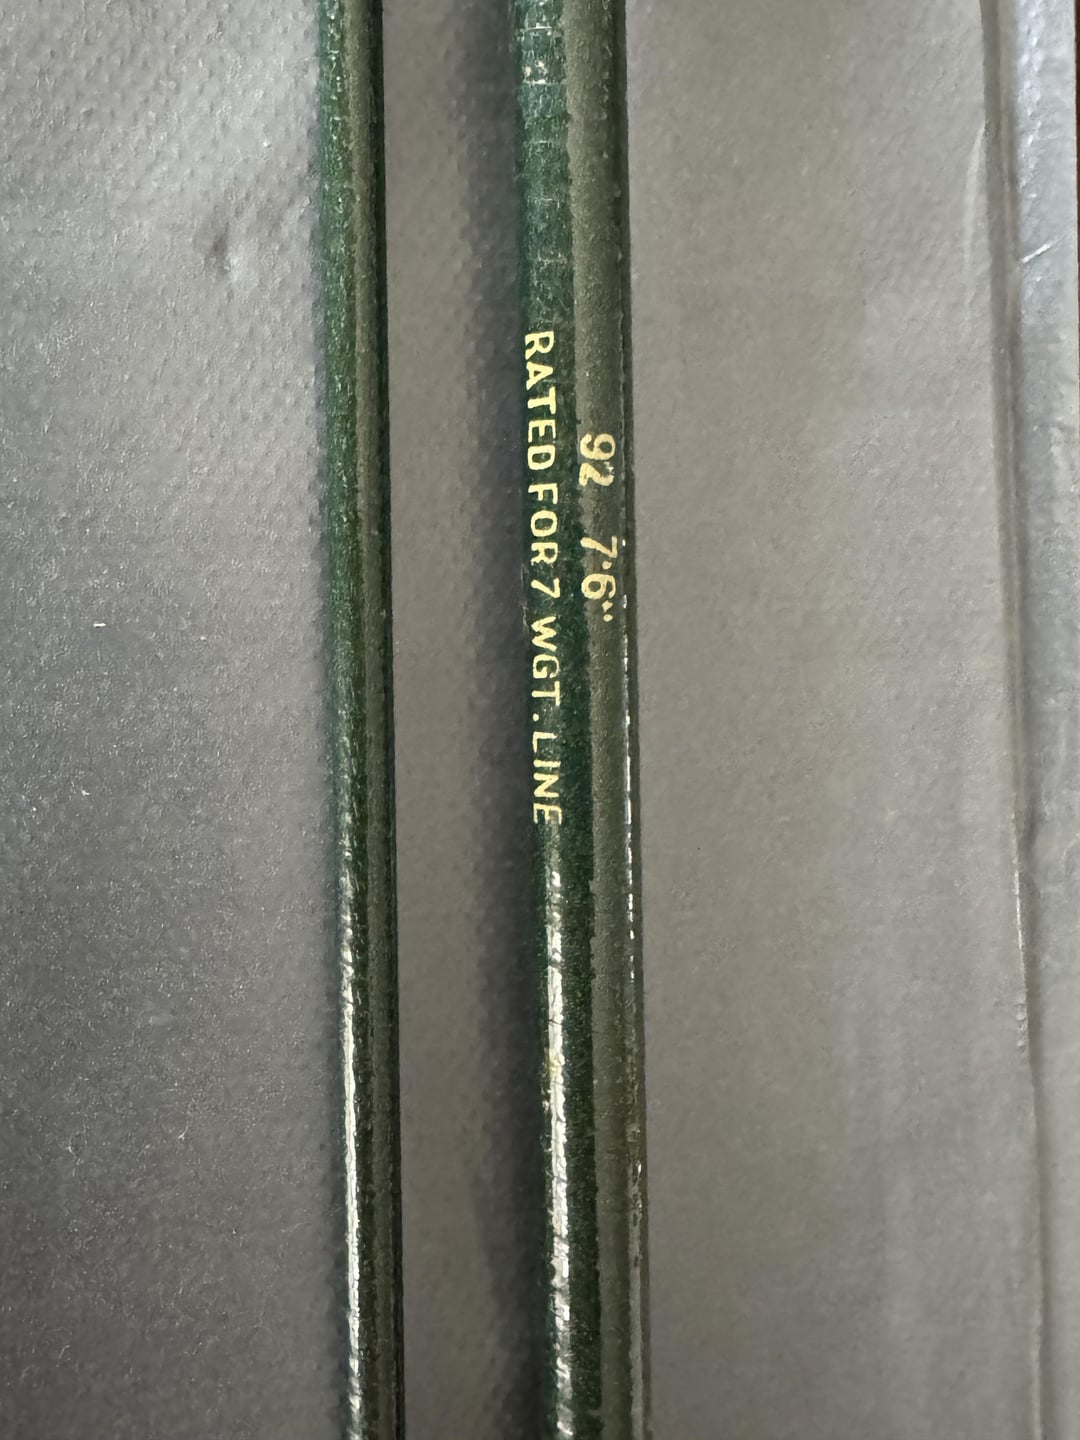 92 7'6"
RATED FOR 7 WGT. LINE